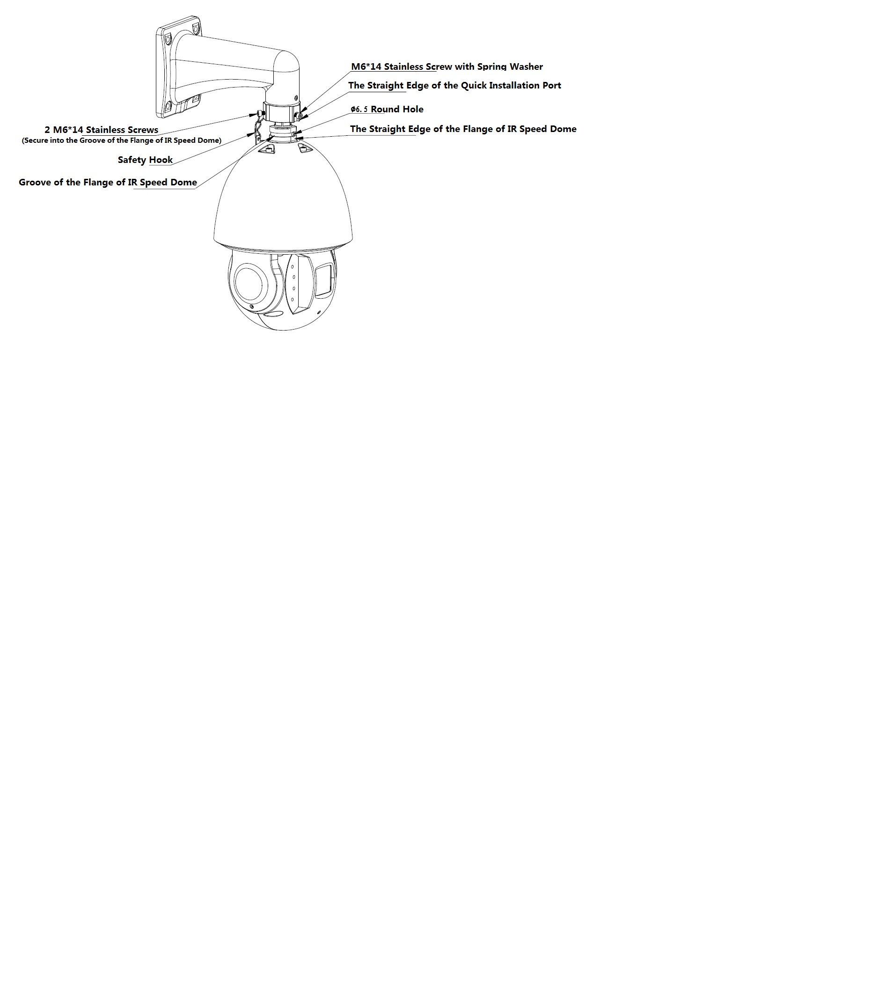 M6*14 Stainless Screw with Spring Washer
The Straight Edge of the Quick Installation Port
Φ6.5 Round Hole
The Straight Edge of the Flange of IR Speed Dome
2 M6*14 Stainless Screws
(Secure into the Groove of the Flange of IR Speed Dome)
Safety Hook
Groove of the Flange of IR Speed Dome